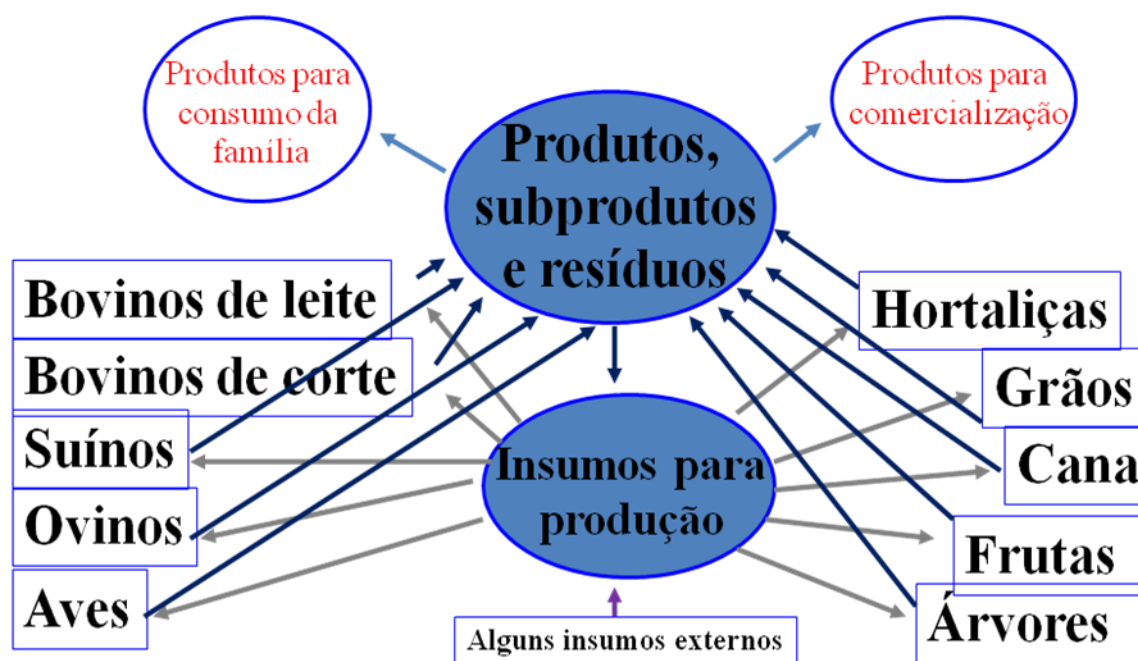 Produtos para
consumo da
família
Produtos para
comercialização
Produtos,
subprodutos
e resíduos
Bovinos de leite
Bovinos de corte
Suínos
Ovinos
Aves
Insumos para
produção
Alguns insumos externos
Hortaliças
Grãos
Cana
Frutas
Árvores